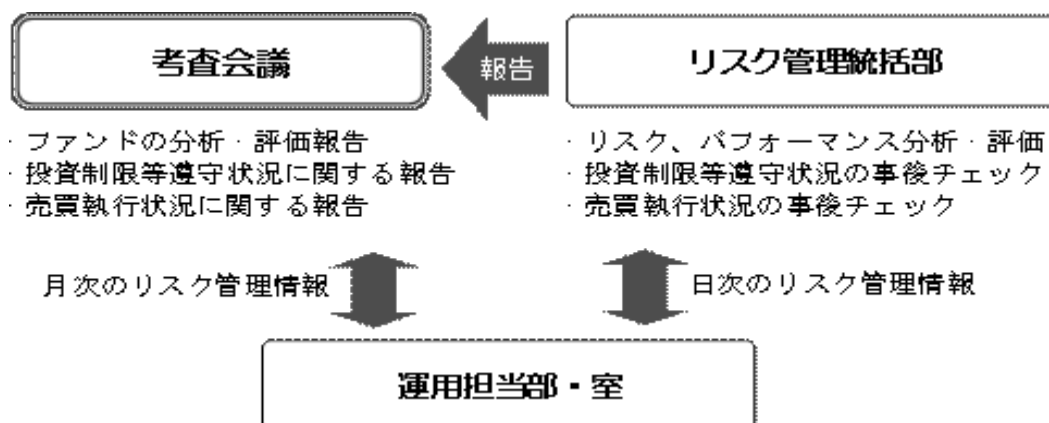 考査会議
報告
リスク管理統括部
・ファンドの分析・評価報告
・投資制限等遵守状況に関する報告
・売買執行状況に関する報告
・リスク、パフォーマンス分析・評価
・投資制限等遵守状況の事後チェック
・売買執行状況の事後チェック
月次のリスク管理情報
日次のリスク管理情報
運用担当部・室